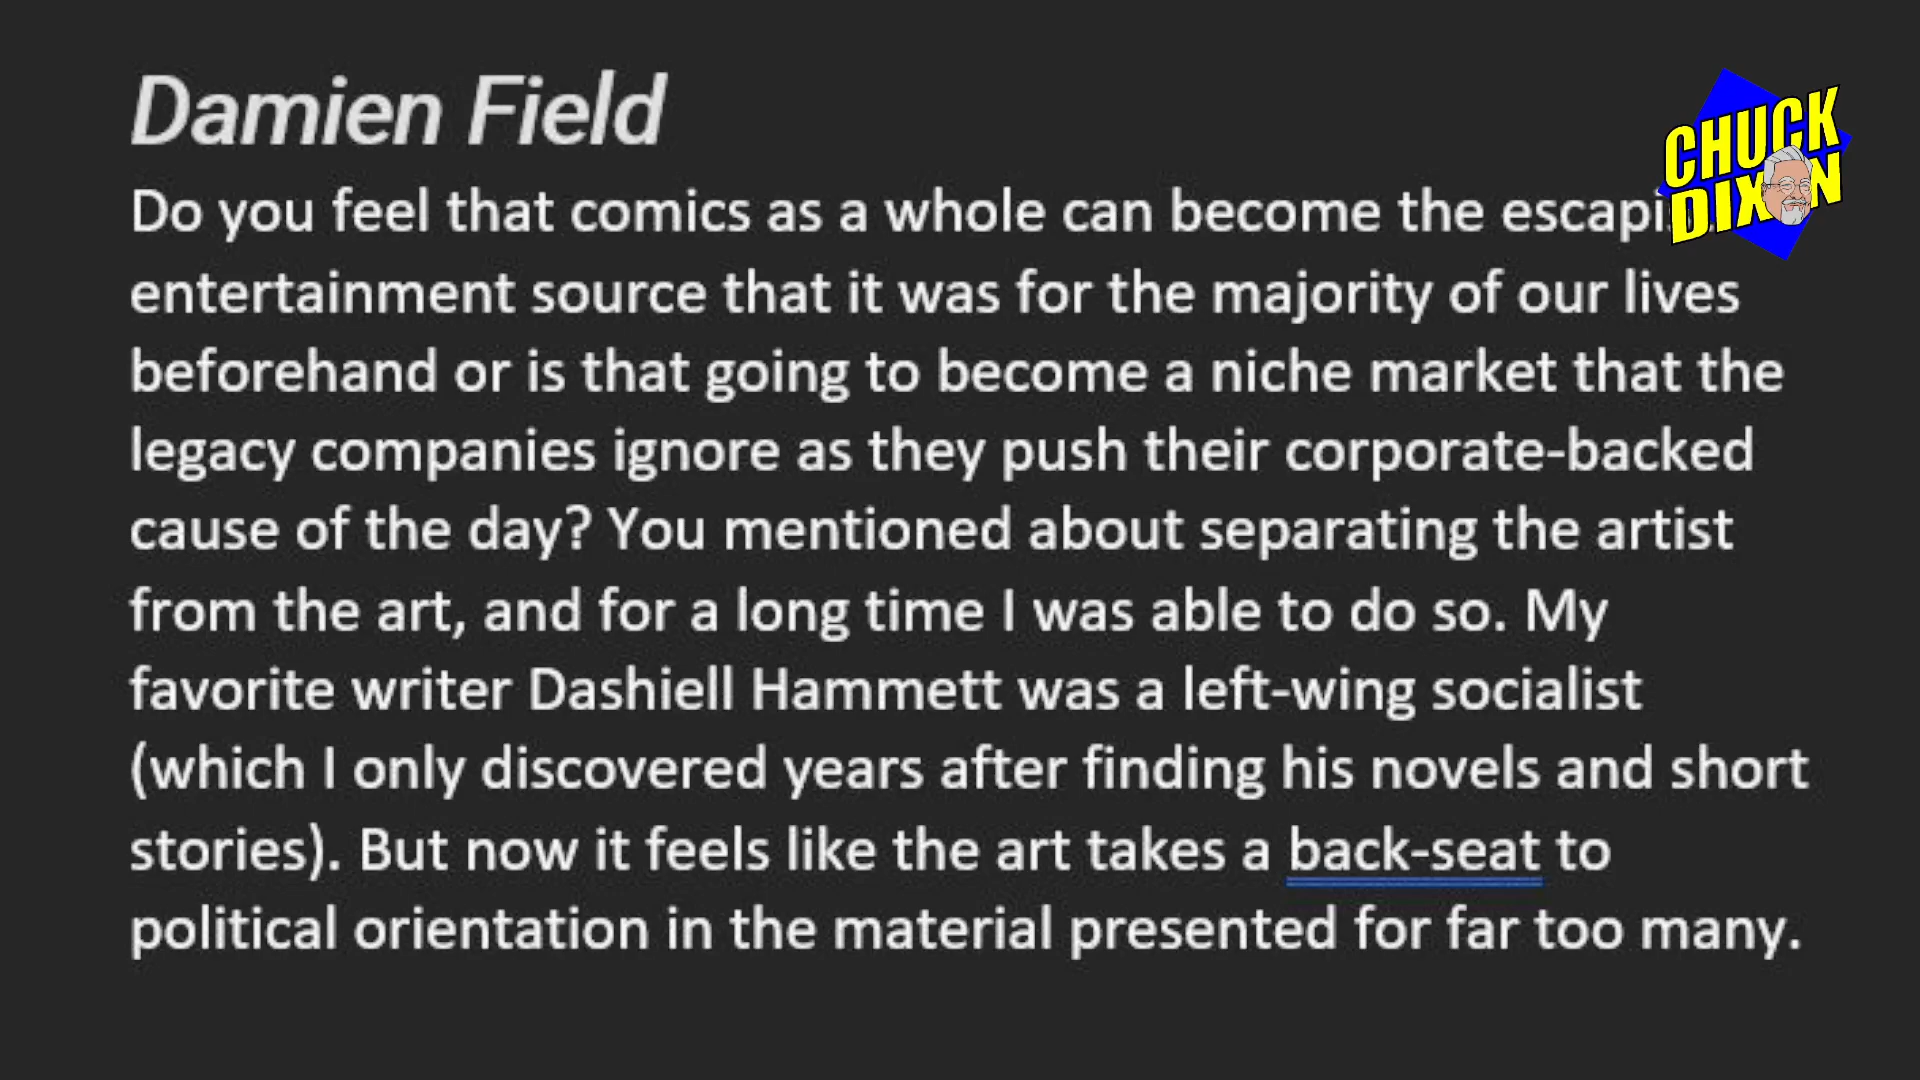 Damien Field
CHUCK
DIXON
Do you feel that comics as a whole can become the
entertainment source that it was for the majority of our lives
beforehand or is that going to become a niche market that the
legacy companies ignore as they push their corporate-backed
cause of the day? You mentioned about separating the artist
from the art, and for a long time I was able to do so. My
favorite writer Dashiell Hammett was a left-wing socialist
(which I only discovered years after finding his novels and short
stories). But now it feels like the art takes a back-seat to
political orientation in the material presented for far too many.